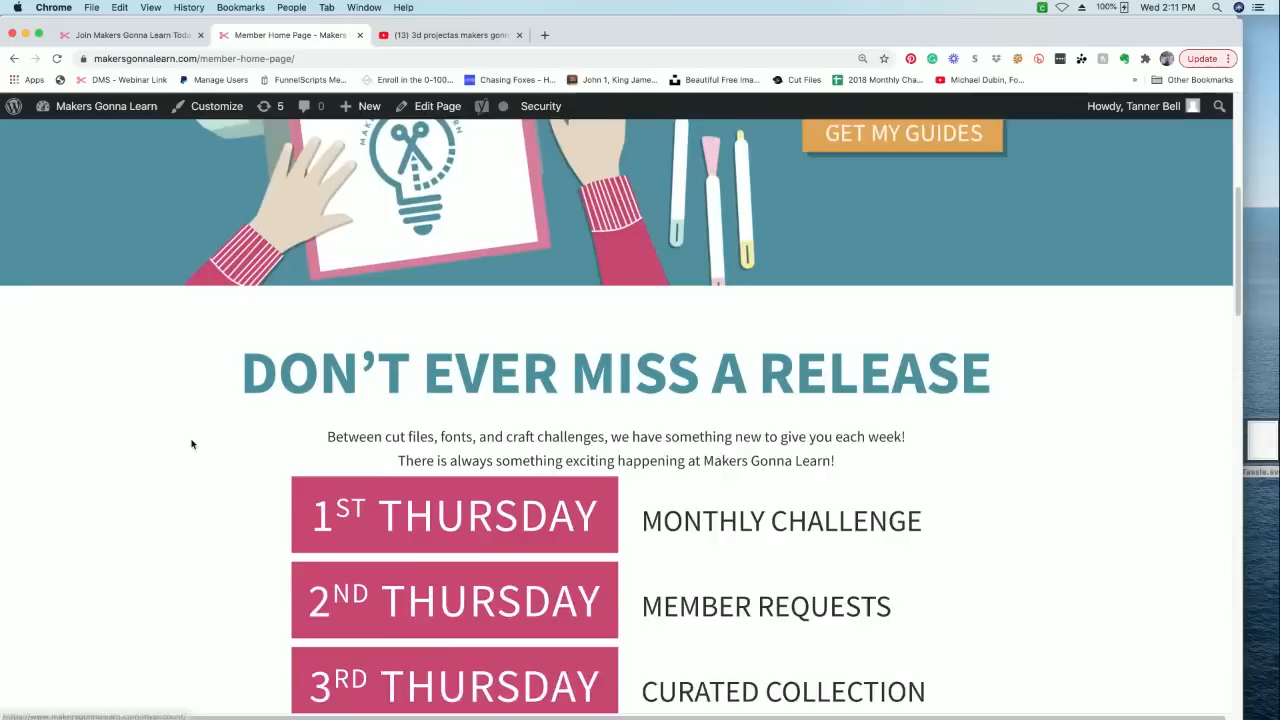 Chrome File Edit View History Bookmarks People Tab Window Help 100% Wed 2:11 PM
Join Makers Gonna Learn Toda Member Home Page - Makers (13) 3d projectas makers gonn
makersgonnalearn.com/member-home-page/ Update
Apps DMS - Webinar Link Manage Users FunnelScripts Me... Enroll in the 0-100... Chasing Foxes - H... John 1, King Jame... Beautiful Free Ima... Cut Files 2018 Monthly Cha... Michael Dubin, Fo... » Other Bookmarks
Makers Gonna Learn Customize 5 0 New Edit Page Security Howdy, Tanner Bell
GET MY GUIDES
DON'T EVER MISS A RELEASE
Between cut files, fonts, and craft challenges, we have something new to give you each week!
There is always something exciting happening at Makers Gonna Learn!
1ST THURSDAY MONTHLY CHALLENGE
2ND THURSDAY MEMBER REQUESTS
3RD THURSDAY CURATED COLLECTION